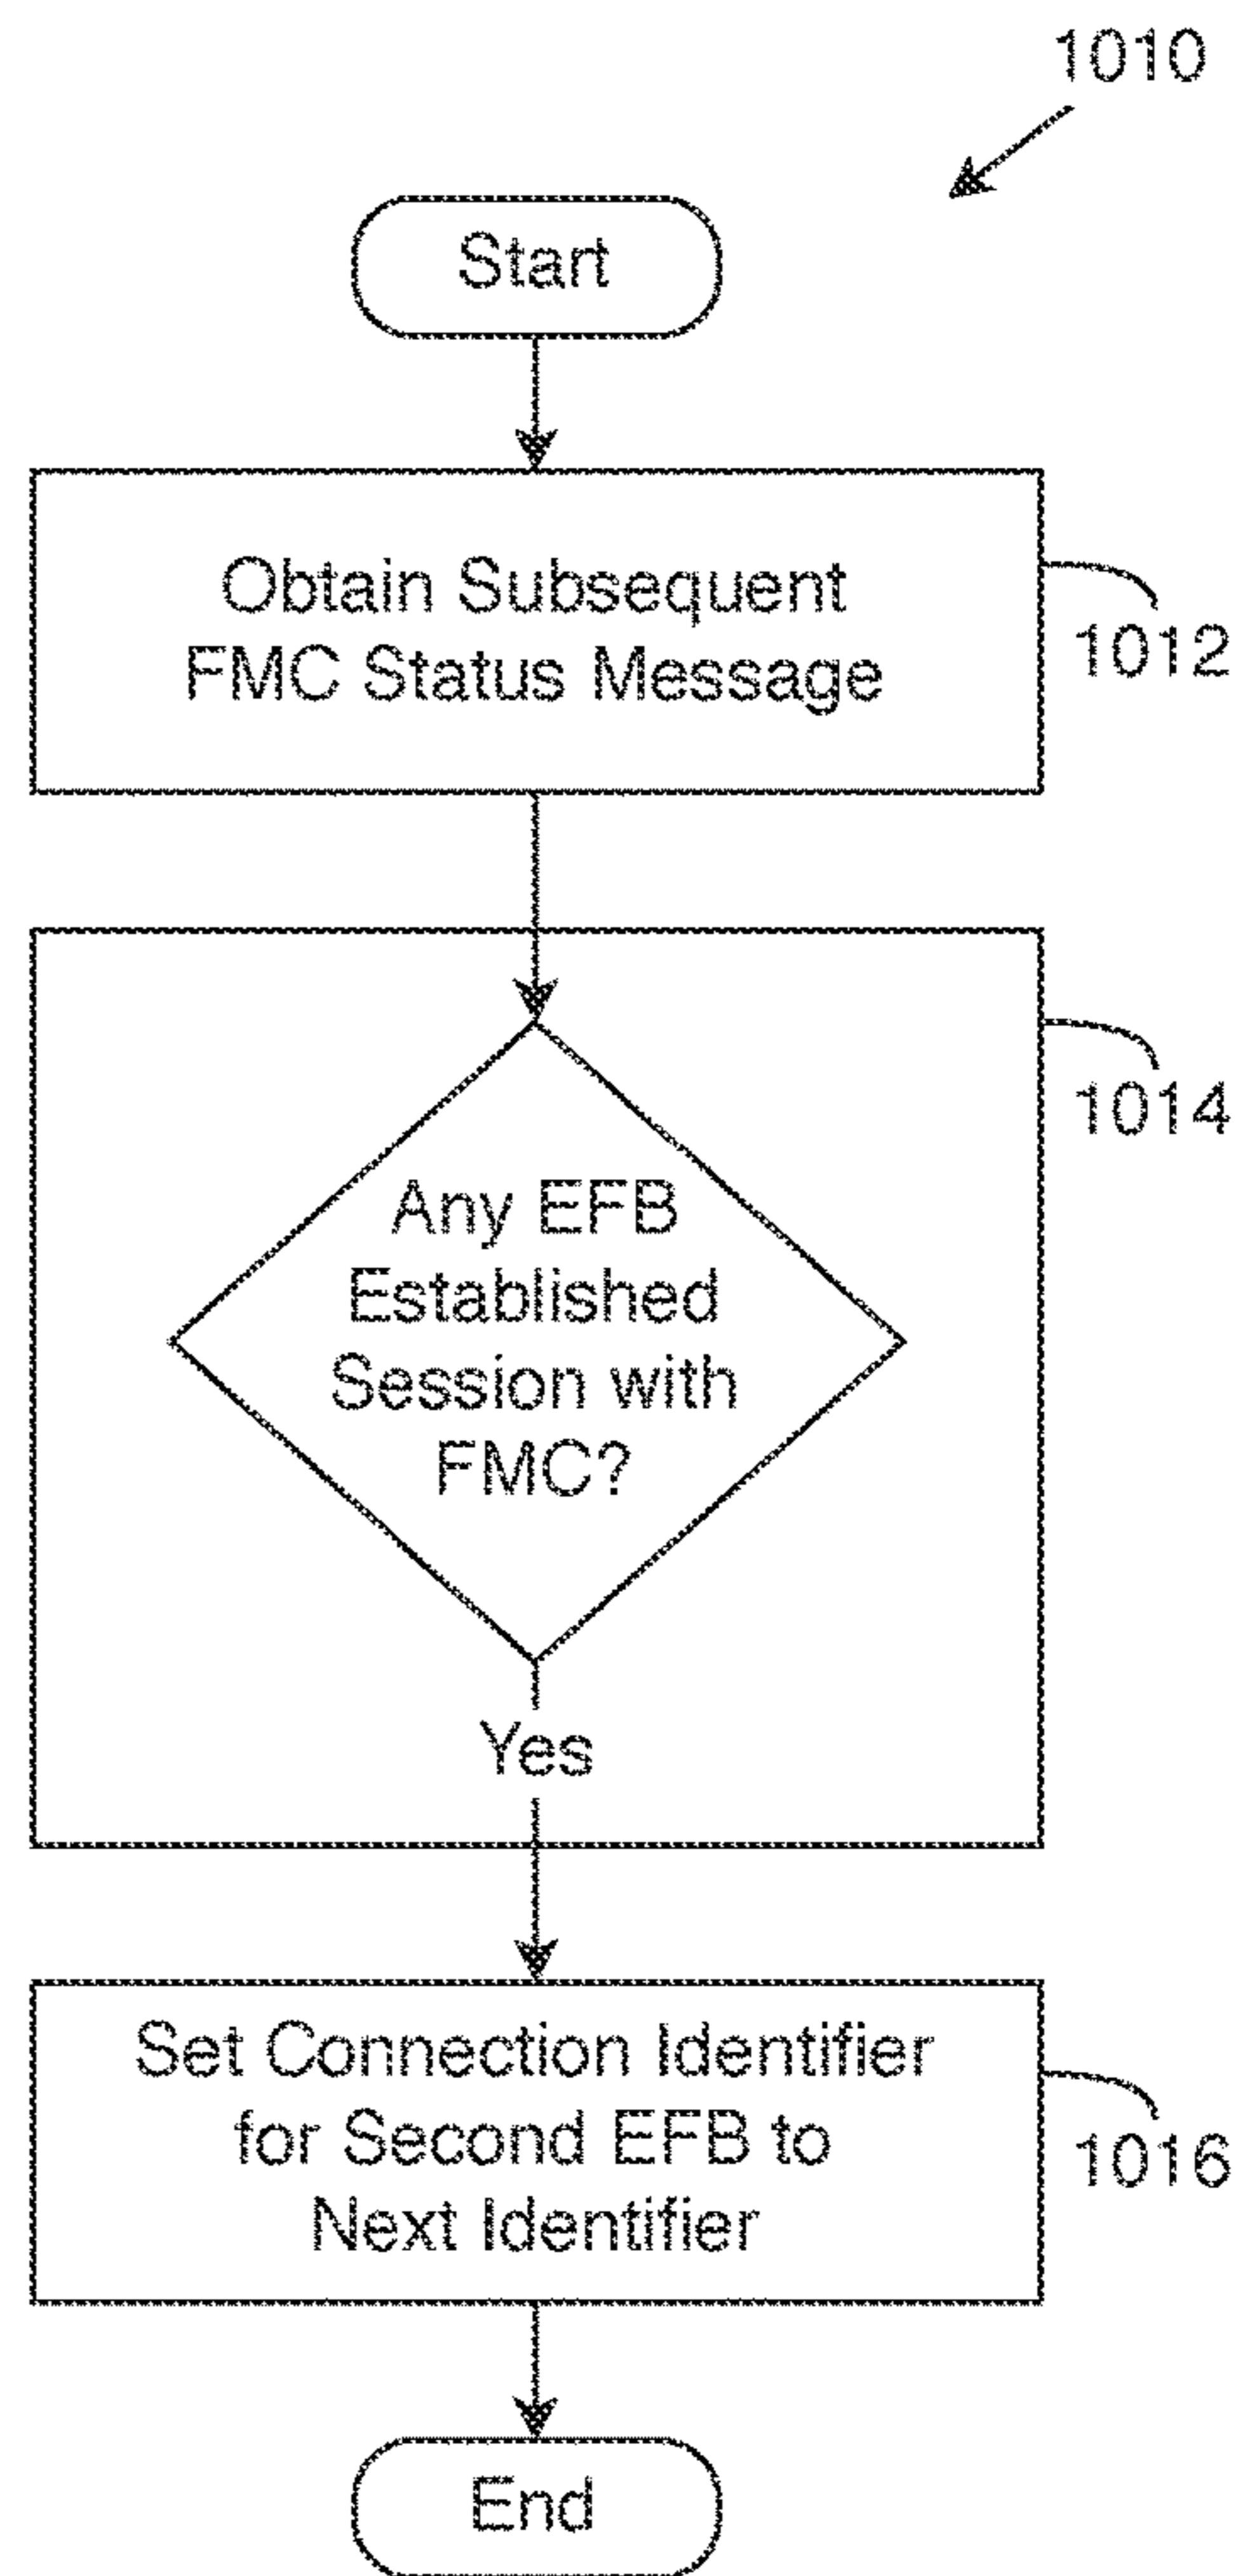 1010
Start
Obtain Subsequent
FMC Status Message
1012
1014
Any EFB
Established
Session with
FMC?
Yes
Set Connection Identifier
for Second EFB to
Next Identifier
1016
End